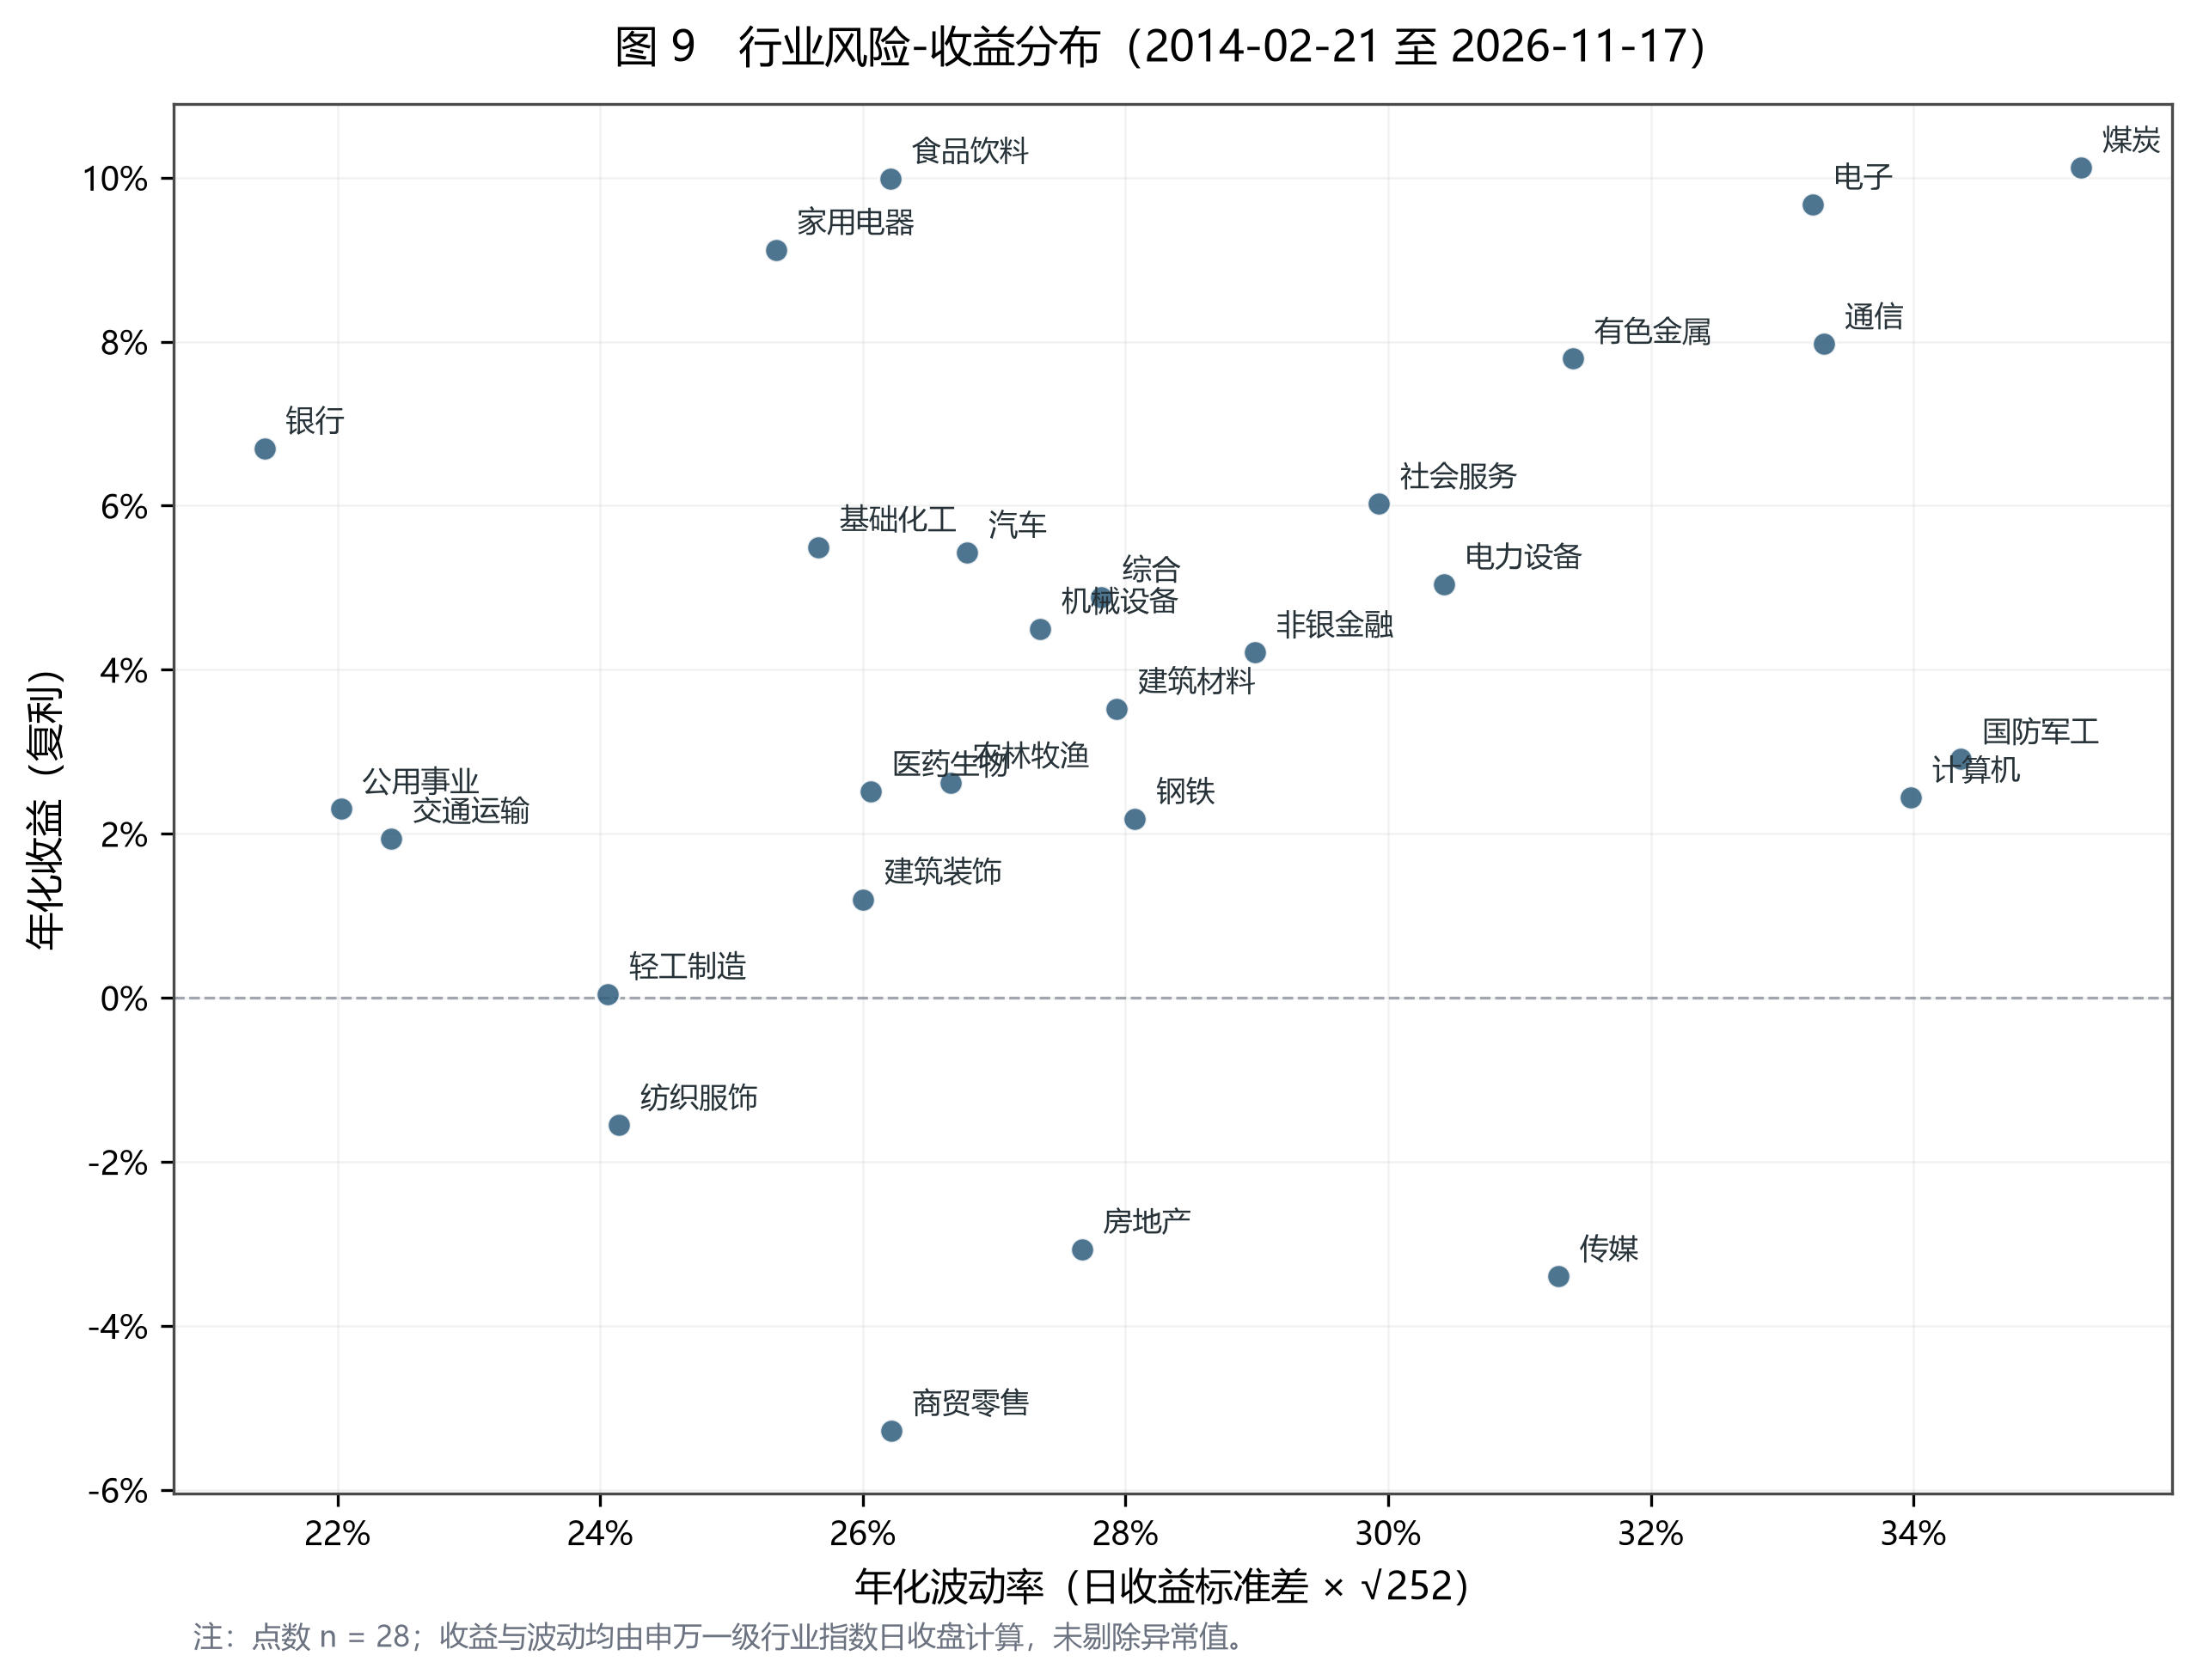 图 9　行业风险-收益分布（2014-02-21 至 2026-11-17）
年化收益（复利）
10%
8%
6%
4%
2%
0%
-2%
-4%
-6%
煤炭
食品饮料
电子
家用电器
通信
有色金属
银行
社会服务
基础化工
汽车
电力设备
综合
机械设备
非银金融
建筑材料
国防军工
农林牧渔
医药生物
计算机
公用事业
钢铁
交通运输
建筑装饰
轻工制造
纺织服饰
房地产
传媒
商贸零售
22%
24%
26%
28%
30%
32%
34%
年化波动率（日收益标准差 × √252）
注：点数 n = 28；收益与波动均由申万一级行业指数日收盘计算，未剔除异常值。